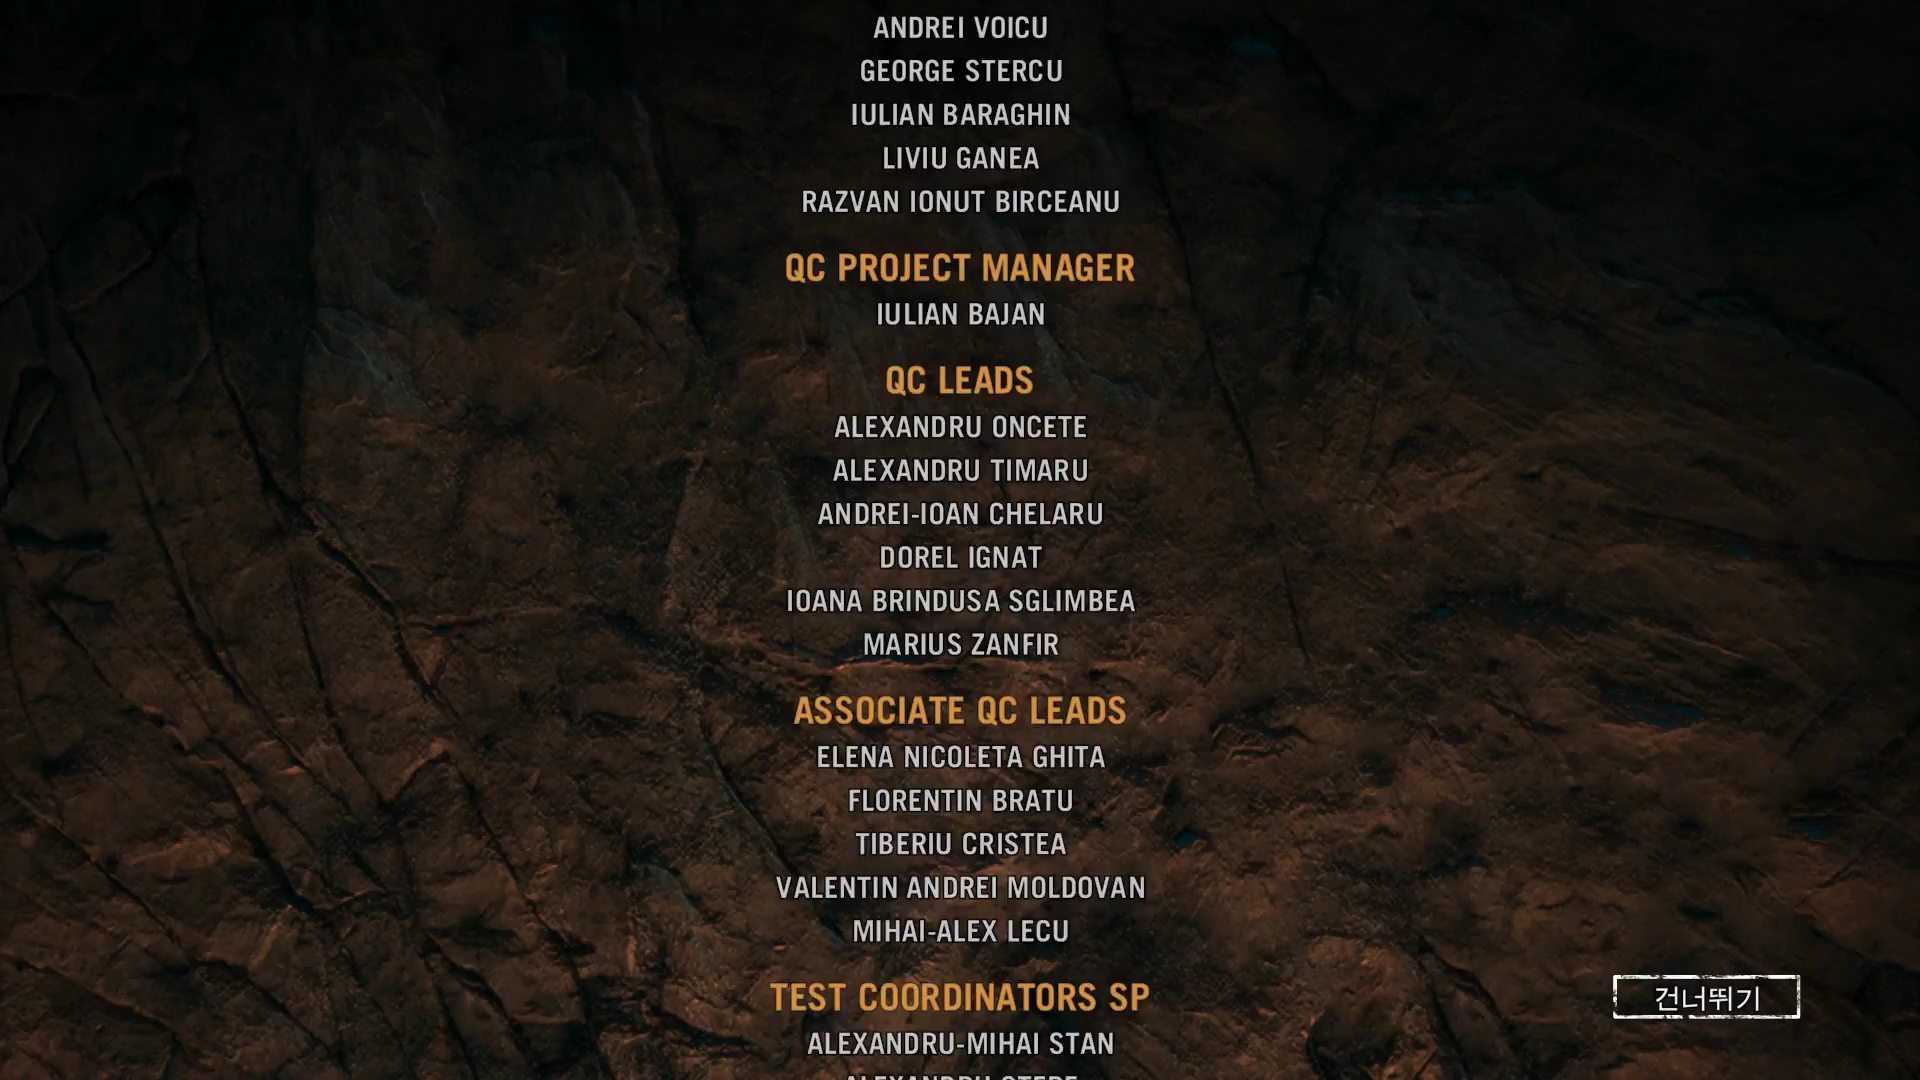 ANDREI VOICU
GEORGE STERCU
IULIAN BARAGHIN
LIVIU GANEA
RAZVAN IONUT BIRCEANU
QC PROJECT MANAGER
IULIAN BAJAN
QC LEADS
ALEXANDRU ONCETE
ALEXANDRU TIMARU
ANDREI-IOAN CHELARU
DOREL IGNAT
IOANA BRINDUSA SGLIMBEA
MARIUS ZANFIR
ASSOCIATE QC LEADS
ELENA NICOLETA GHITA
FLORENTIN BRATU
TIBERIU CRISTEA
VALENTIN ANDREI MOLDOVAN
MIHAI-ALEX LECU
TEST COORDINATORS SP
건너뛰기
ALEXANDRU-MIHAI STAN
ALEXANDRU